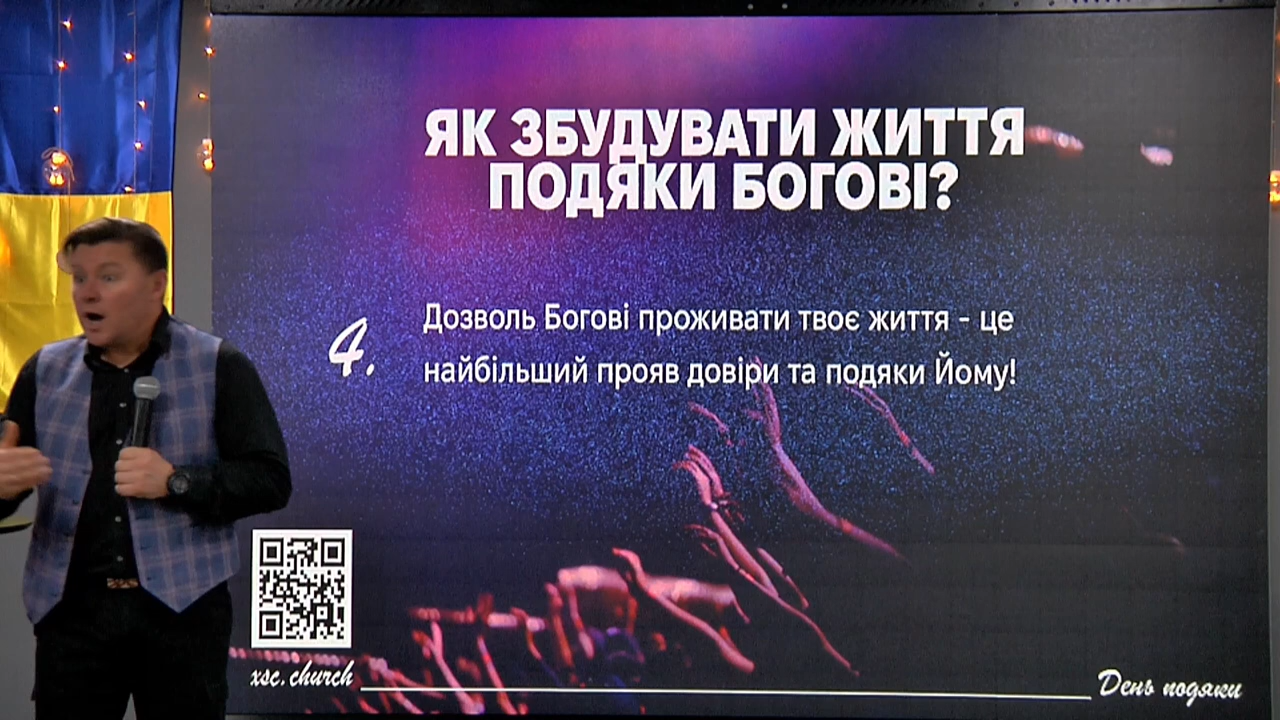 ЯК ЗБУДУВАТИ ЖИТТЯ
ПОДЯКИ БОГОВІ?
4. Дозволь Богові проживати твоє життя - це
найбільший прояв довіри та подяки Йому!
xsc.church
День подяки